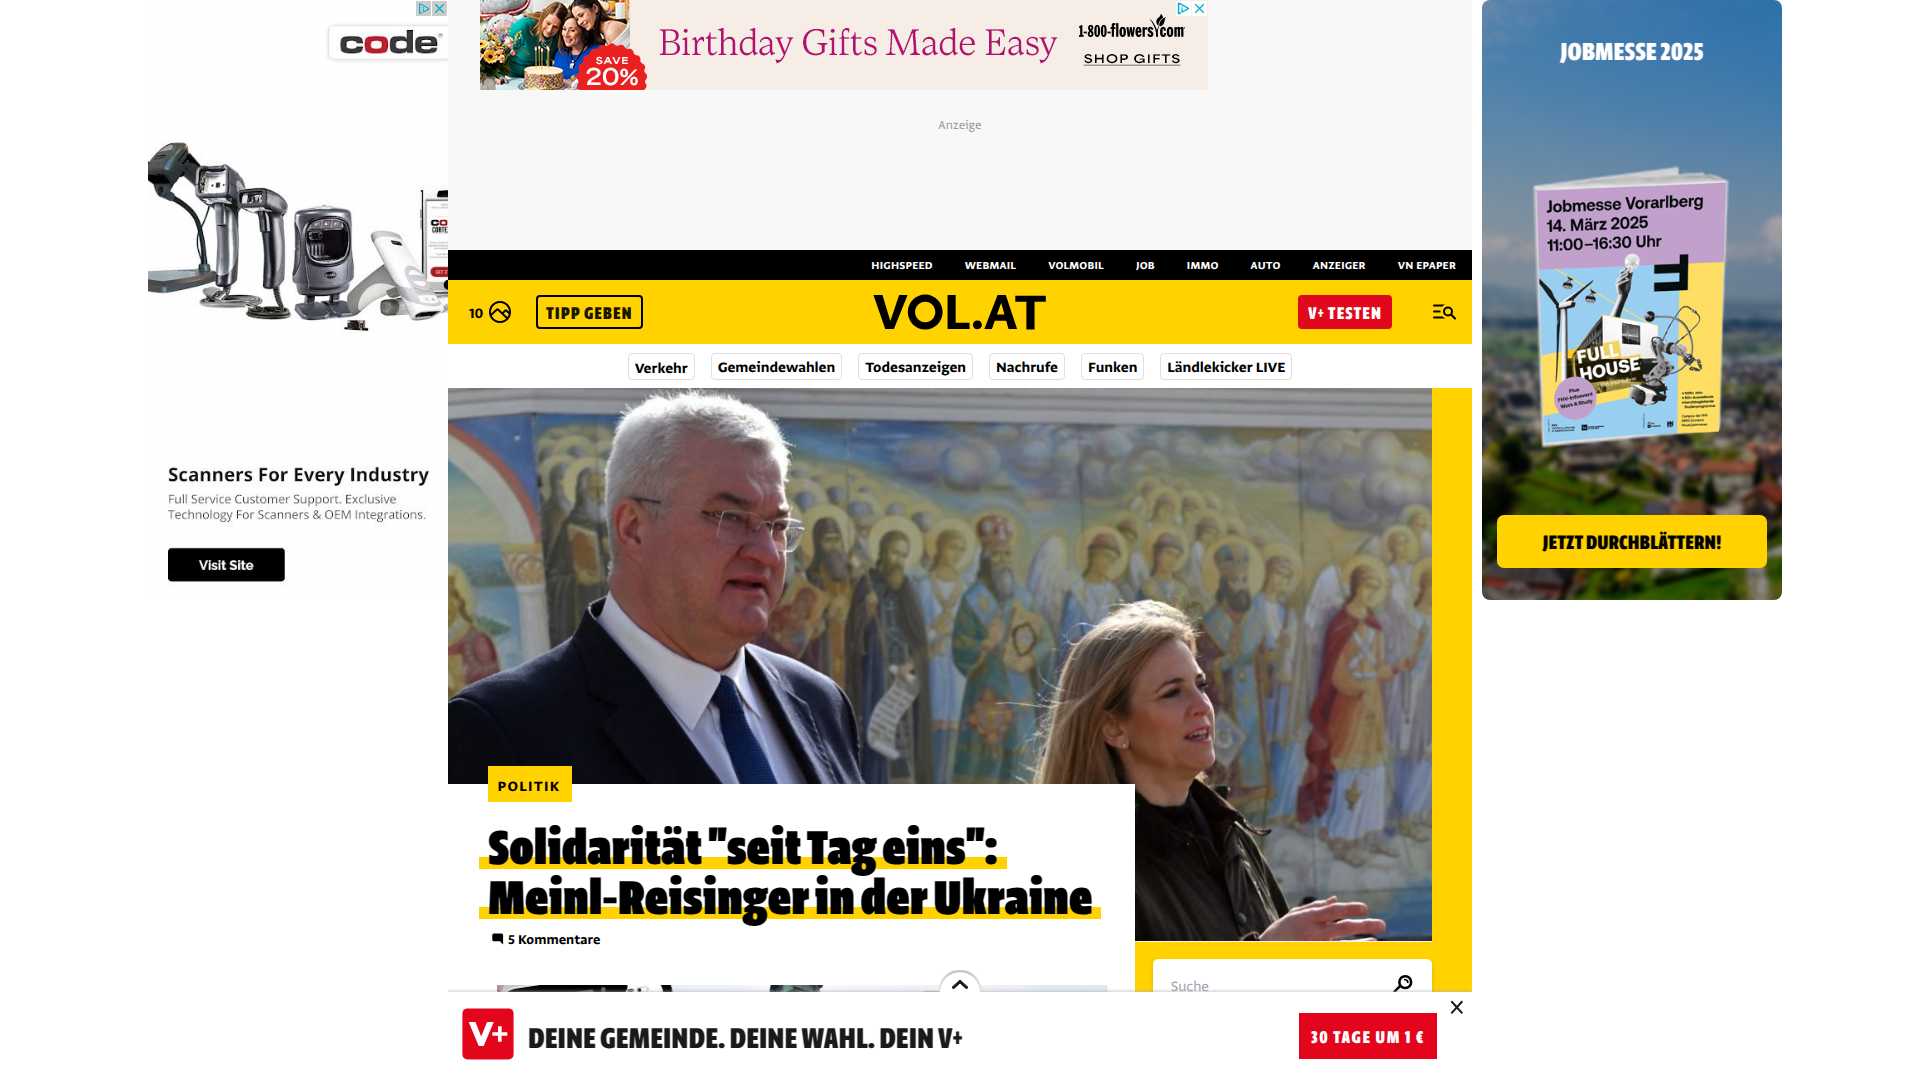 code
SAVE
20%
Birthday Gifts Made Easy
1-800-flowers.com
SHOP GIFTS
Anzeige
HIGHSPEED WEBMAIL VOLMOBIL JOB IMMO AUTO ANZEIGER VN EPAPER
10 TIPP GEBEN VOL.AT V+ TESTEN
Verkehr Gemeindewahlen Todesanzeigen Nachrufe Funken Ländlekicker LIVE
Scanners For Every Industry
Full Service Customer Support. Exclusive
Technology For Scanners & OEM Integrations.
Visit Site
POLITIK
Solidarität "seit Tag eins":
Meinl-Reisinger in der Ukraine
5 Kommentare
Suche
V+ DEINE GEMEINDE. DEINE WAHL. DEIN V+
30 TAGE UM 1 €
JOBMESSE 2025
Jobmesse Vorarlberg
14. März 2025
11:00–16:30 Uhr
FULL
HOUSE
Plus
JETZT DURCHBLÄTTERN!